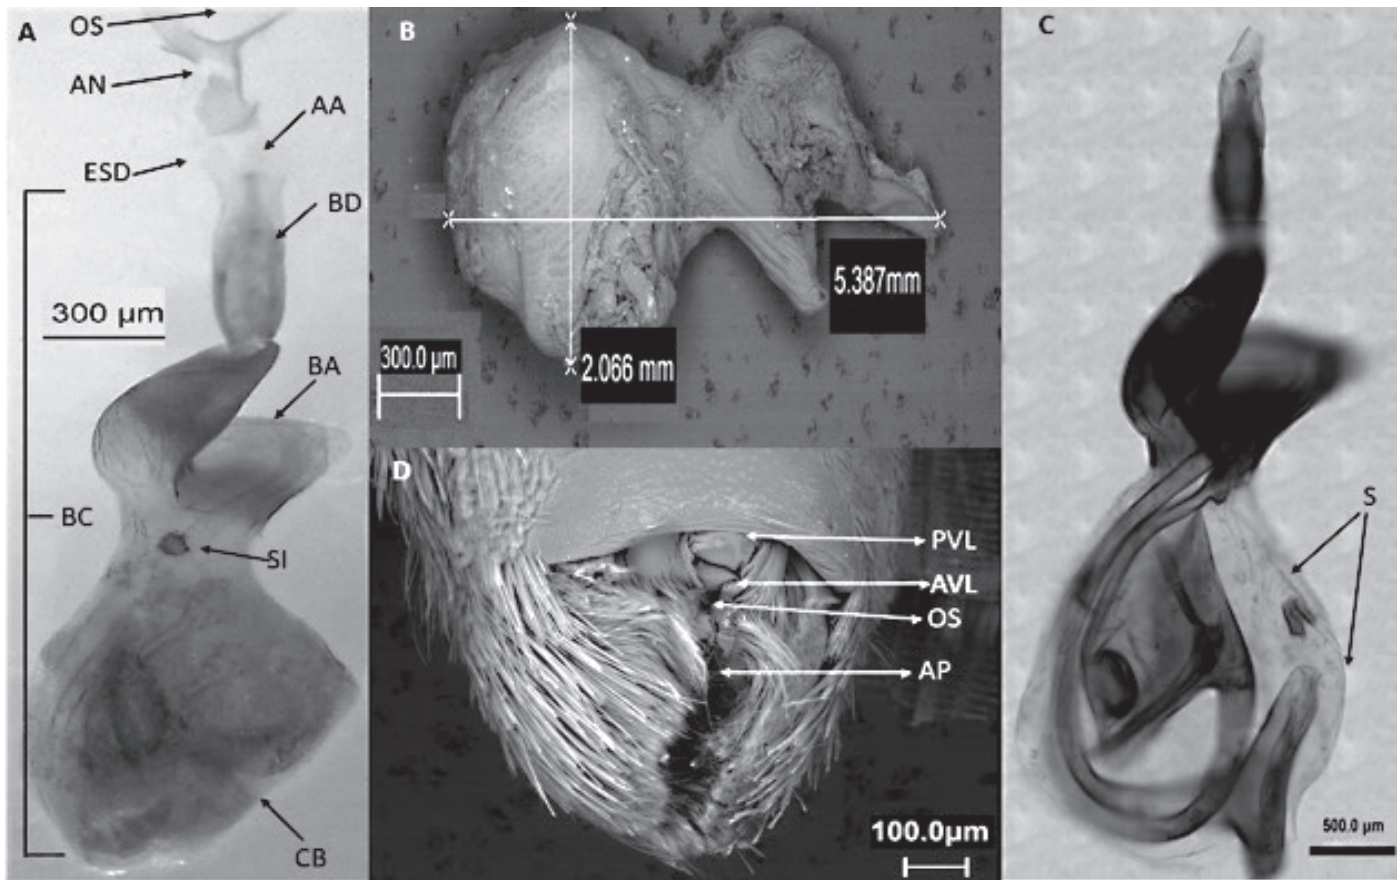 A
OS
AN
AA
ESD
BD
300 µm
BA
BC
SI
CB
B
5.387mm
2.066 mm
300.0 µm
D
PVL
AVL
OS
AP
100.0µm
C
S
500.0 µm